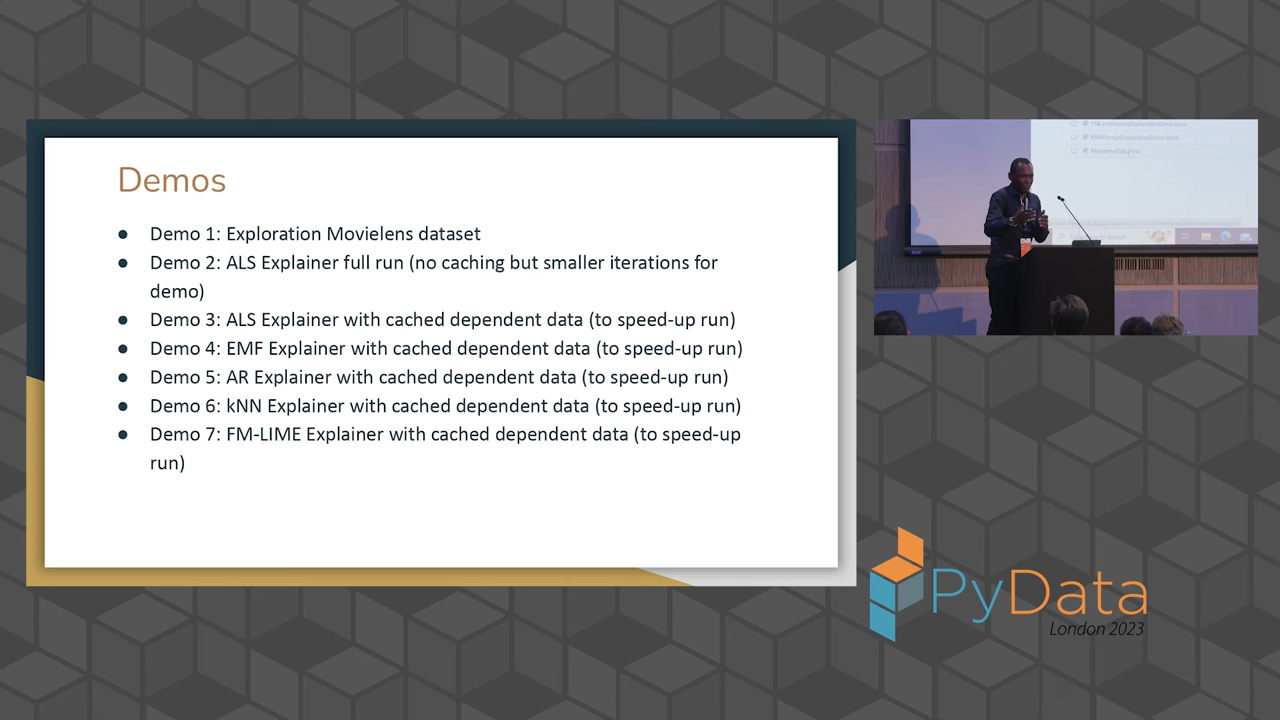 Demos
● Demo 1: Exploration Movielens dataset
● Demo 2: ALS Explainer full run (no caching but smaller iterations for
demo)
● Demo 3: ALS Explainer with cached dependent data (to speed-up run)
● Demo 4: EMF Explainer with cached dependent data (to speed-up run)
● Demo 5: AR Explainer with cached dependent data (to speed-up run)
● Demo 6: kNN Explainer with cached dependent data (to speed-up run)
● Demo 7: FM-LIME Explainer with cached dependent data (to speed-up
run)
PyData
London 2023